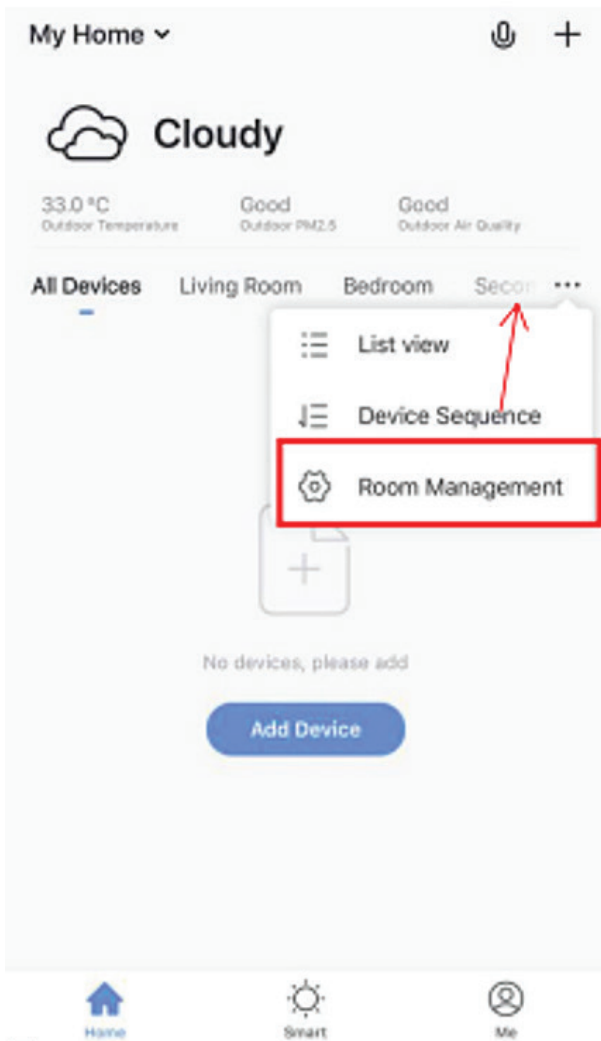 My Home
Cloudy
33.0 °C Good Good
Outdoor Temperature Outdoor PM2.5 Outdoor Air Quality
All Devices Living Room Bedroom Secon ···
List view
Device Sequence
Room Management
No devices, please add
Add Device
Home Smart Me